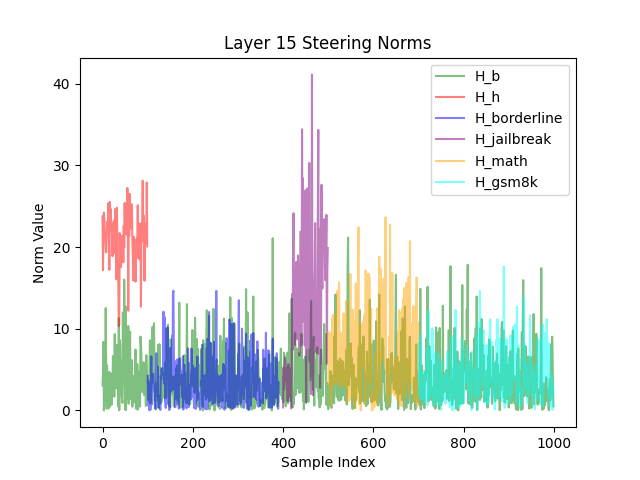 Layer 15 Steering Norms
H_b
H_h
H_borderline
H_jailbreak
H_math
H_gsm8k
Norm Value
40
30
20
10
0
0
200
400
600
800
1000
Sample Index